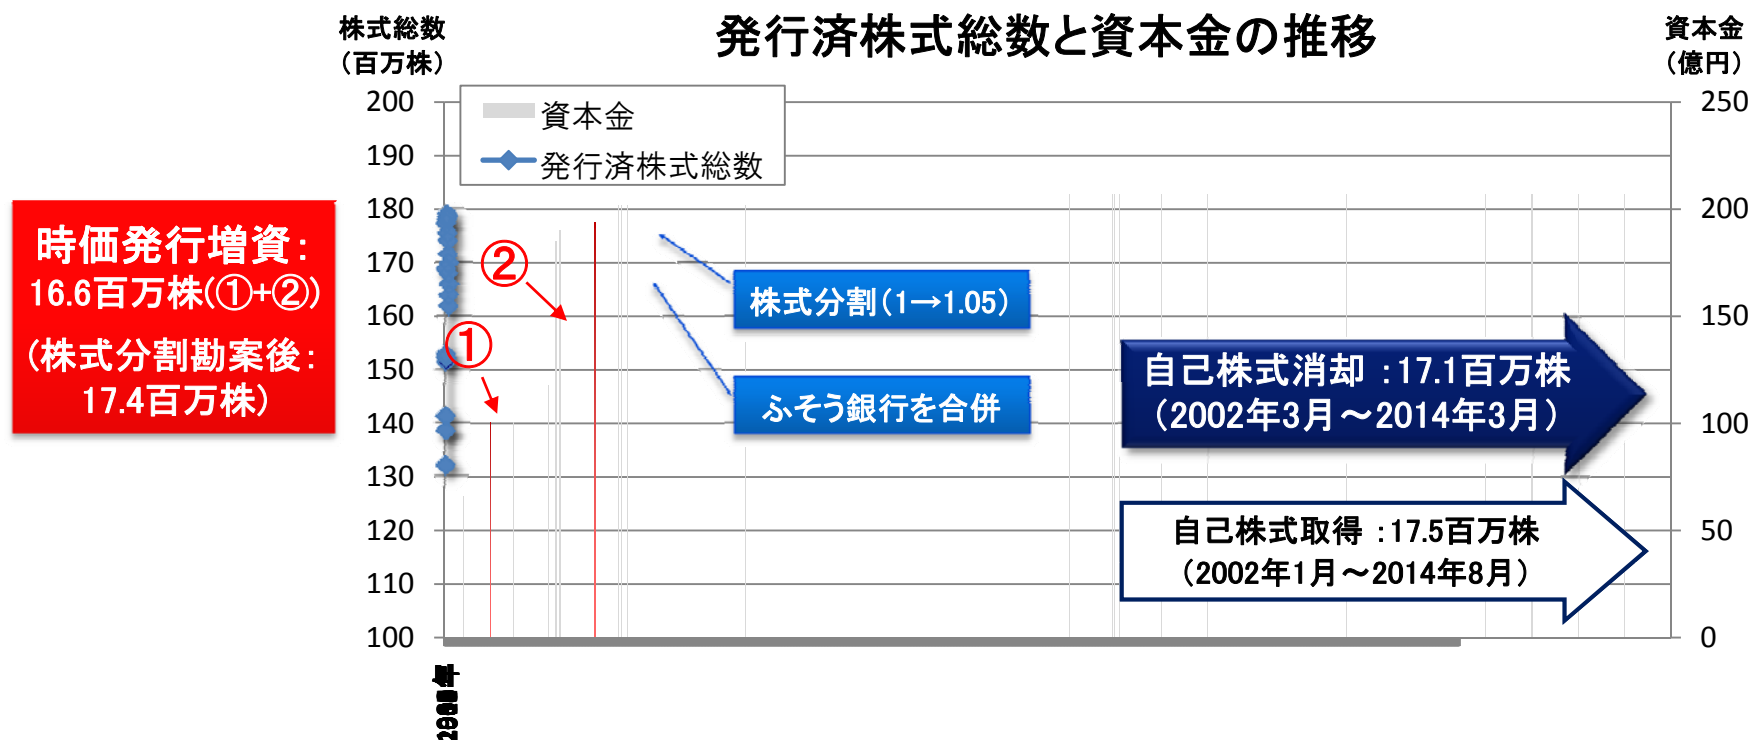 発行済株式総数と資本金の推移
株式総数
（百万株）
資本金
（億円）
資本金
発行済株式総数
200
190
180
170
160
150
140
130
120
110
100
250
200
150
100
50
0
時価発行増資：
16.6百万株(①+②)
(株式分割勘案後：
17.4百万株)
②
①
株式分割（1→1.05）
ふそう銀行を合併
自己株式消却 ：17.1百万株
（2002年3月～2014年3月）
自己株式取得 ：17.5百万株
（2002年1月～2014年8月）